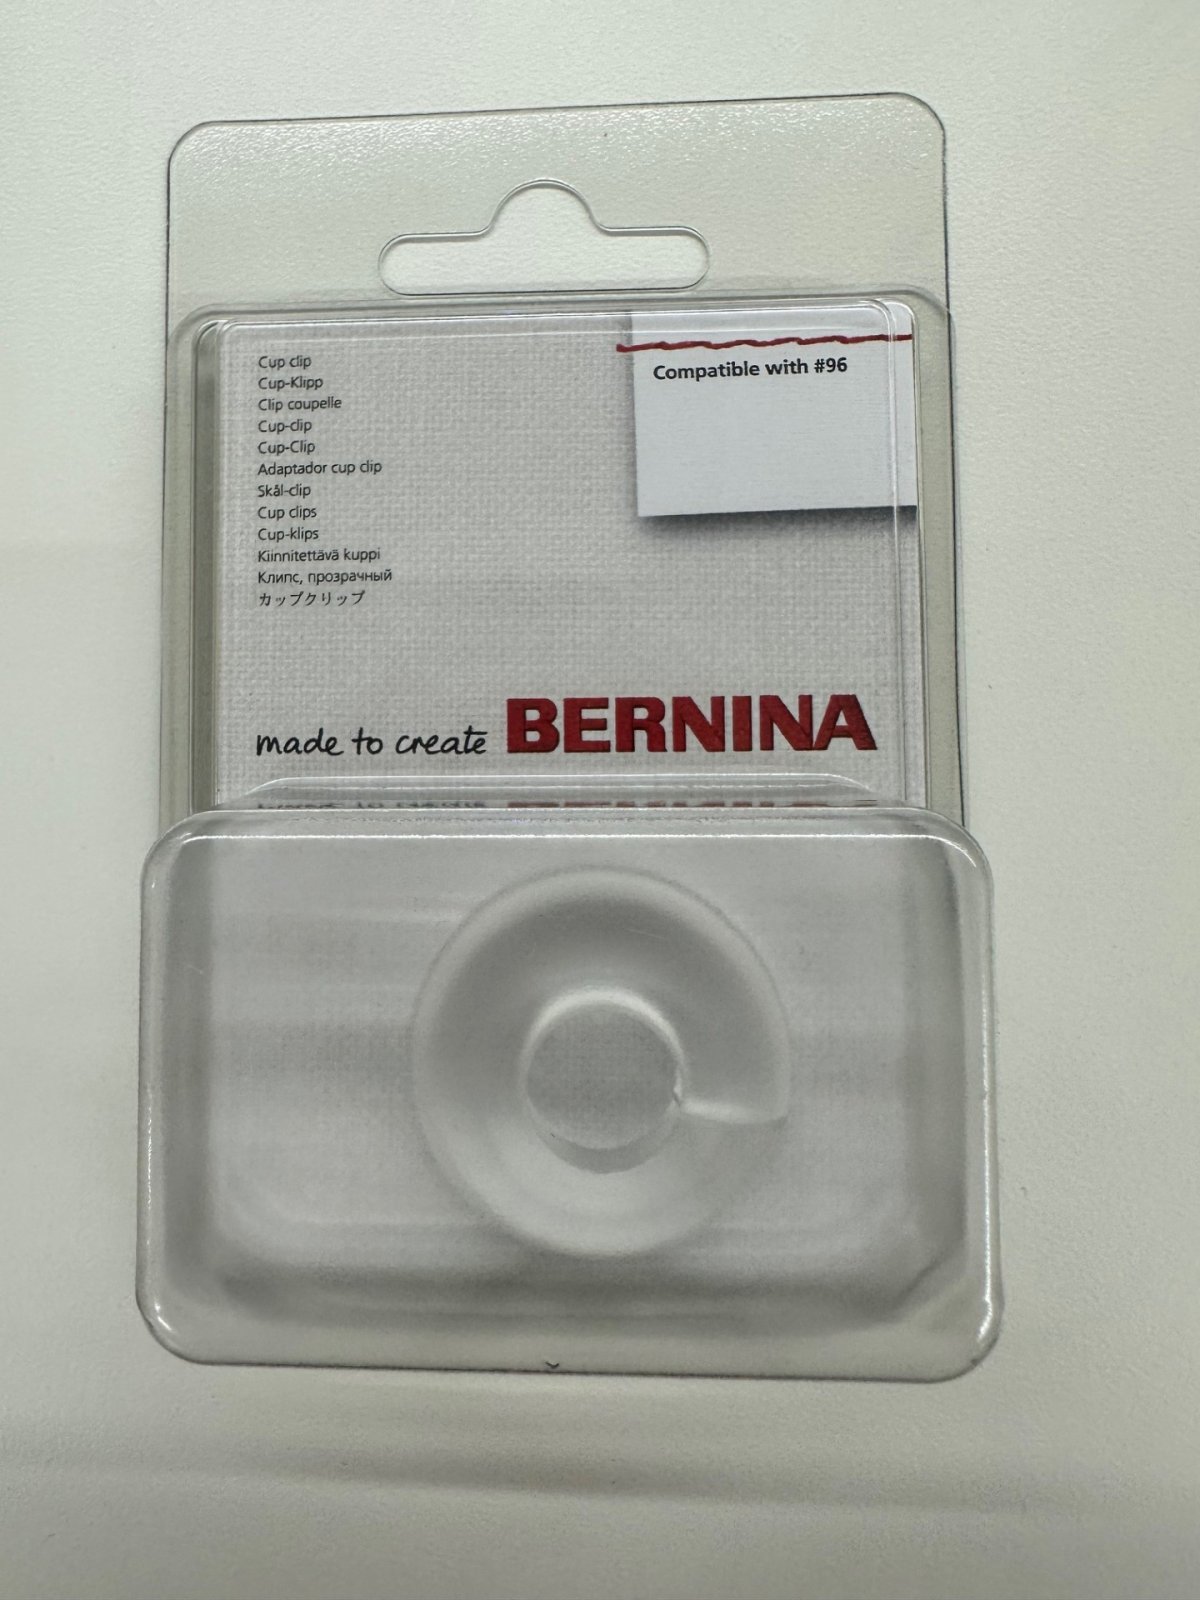 Cup clip
Cup-Klipp
Clip coupelle
Cup-clip
Cup-Clip
Adaptador cup clip
Skål-clip
Cup clips
Cup-klips
Kiinnitettävä kuppi
Клипс, прозрачный
カップクリップ
Compatible with #96
made to create BERNINA